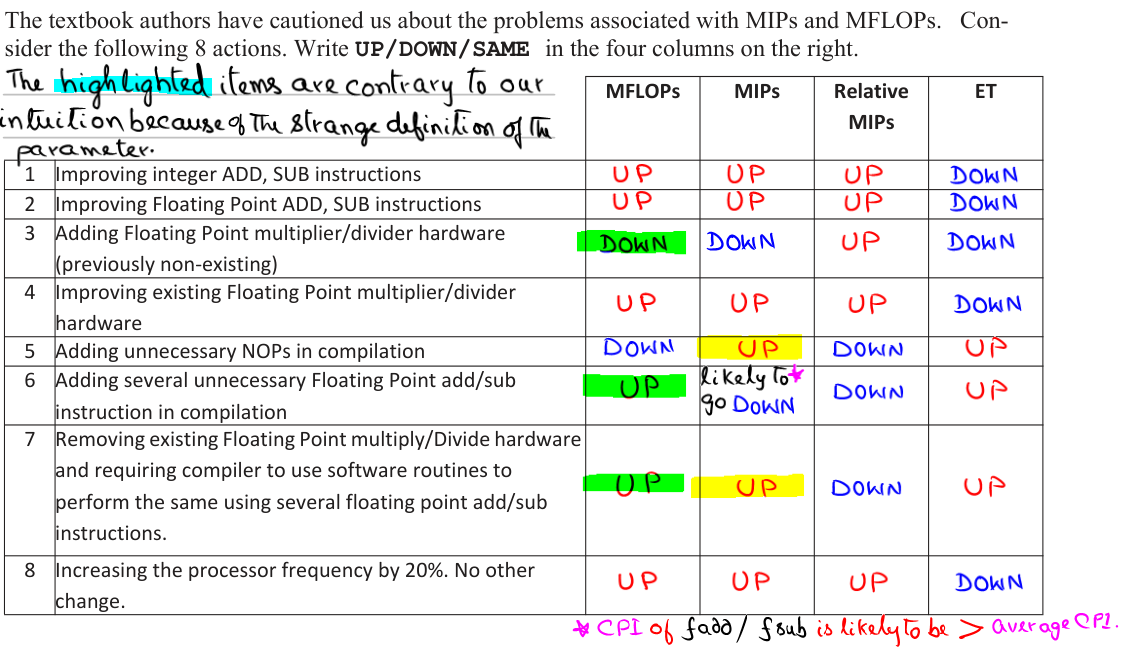 The textbook authors have cautioned us about the problems associated with MIPs and MFLOPs. Con-
sider the following 8 actions. Write UP/DOWN/SAME in the four columns on the right.
The highlighted items are contrary to our
intuition because of the strange definition of the
parameter.
MFLOPs MIPs Relative MIPs ET
1 Improving integer ADD, SUB instructions UP UP UP DOWN
2 Improving Floating Point ADD, SUB instructions UP UP UP DOWN
3 Adding Floating Point multiplier/divider hardware
(previously non-existing) DOWN DOWN UP DOWN
4 Improving existing Floating Point multiplier/divider
hardware UP UP UP DOWN
5 Adding unnecessary NOPs in compilation DOWN UP DOWN UP
6 Adding several unnecessary Floating Point add/sub
instruction in compilation UP likely to* go DOWN DOWN UP
7 Removing existing Floating Point multiply/Divide hardware
and requiring compiler to use software routines to
perform the same using several floating point add/sub
instructions. UP UP DOWN UP
8 Increasing the processor frequency by 20%. No other
change. UP UP UP DOWN
* CPI of fadd/fsub is likely to be > average CPI.